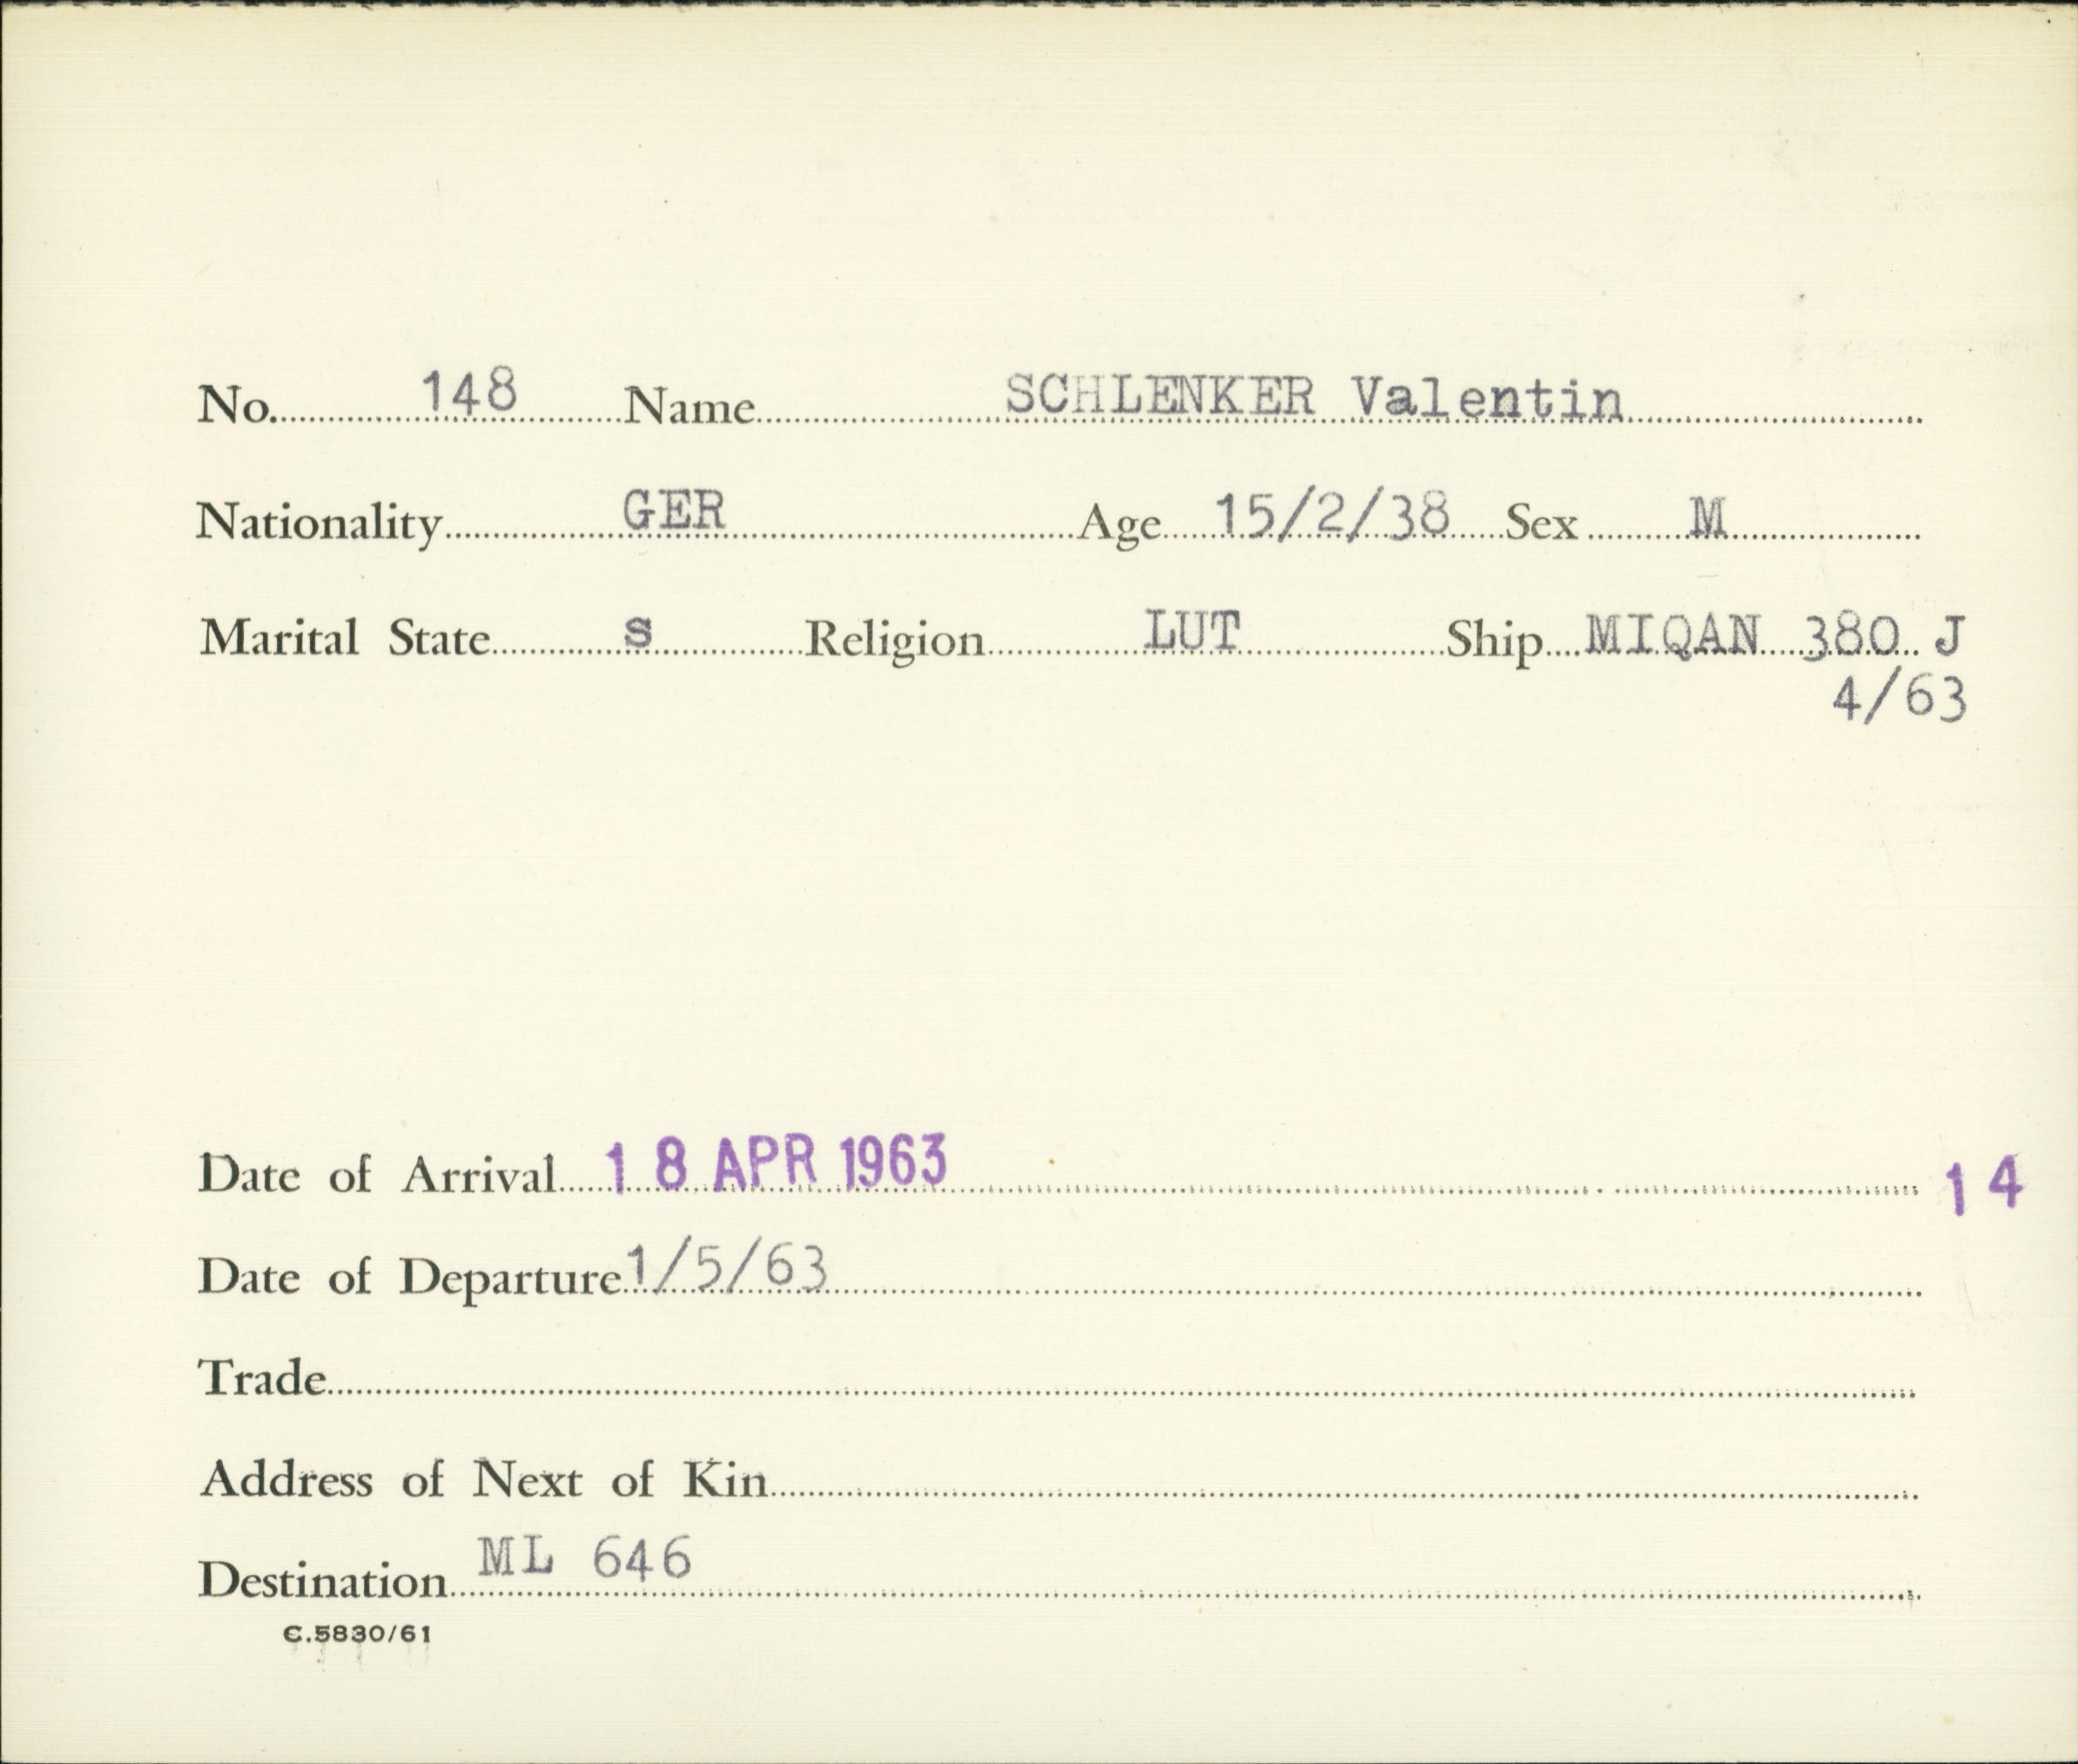 No. 148 Name SCHLENKER Valentin
Nationality GER Age 15/2/38 Sex M
Marital State s Religion LUT Ship MIQAN 380 J
4/63
Date of Arrival 18 APR 1963 14
Date of Departure 1/5/63
Trade
Address of Next of Kin
Destination ML 646
C.5830/61